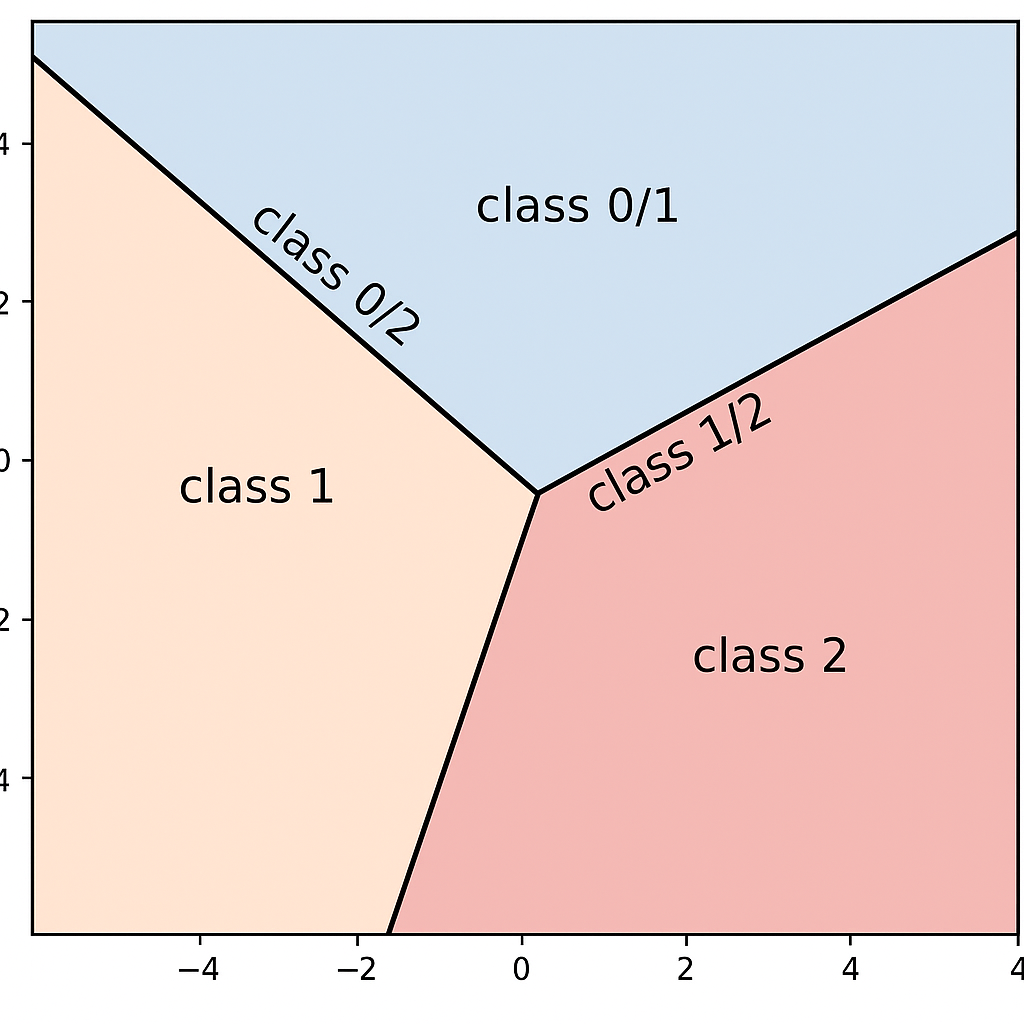 4
class 0/1
class 0/2
2
class 1/2
0
class 1
2
class 2
4
−4 −2 0 2 4 4